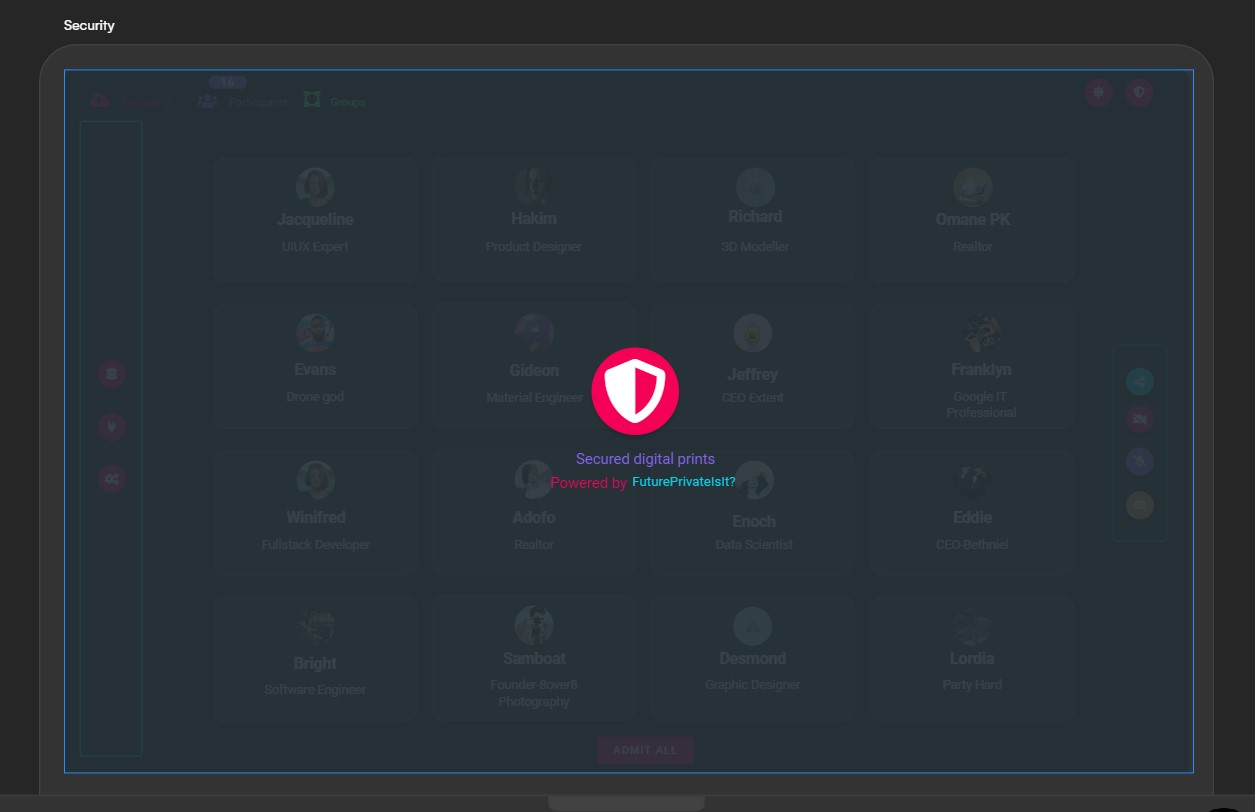 Security
16
Participants Groups
Jacqueline Hakim Richard Omane PK
UIUX Expert Product Designer 3D Modeller Realtor
Evans Gideon Jeffrey Franklyn
Drone god Material Engineer CEO Extent Google IT
Professional
Secured digital prints
Powered by FuturePrivateIsIt?
Winifred Adofo Enoch Eddie
Fullstack Developer Realtor Data Scientist CEO-Bethniel
Bright Samboat Desmond Lordia
Software Engineer Founder-8over8 Graphic Designer Party Hard
Photography
ADMIT ALL